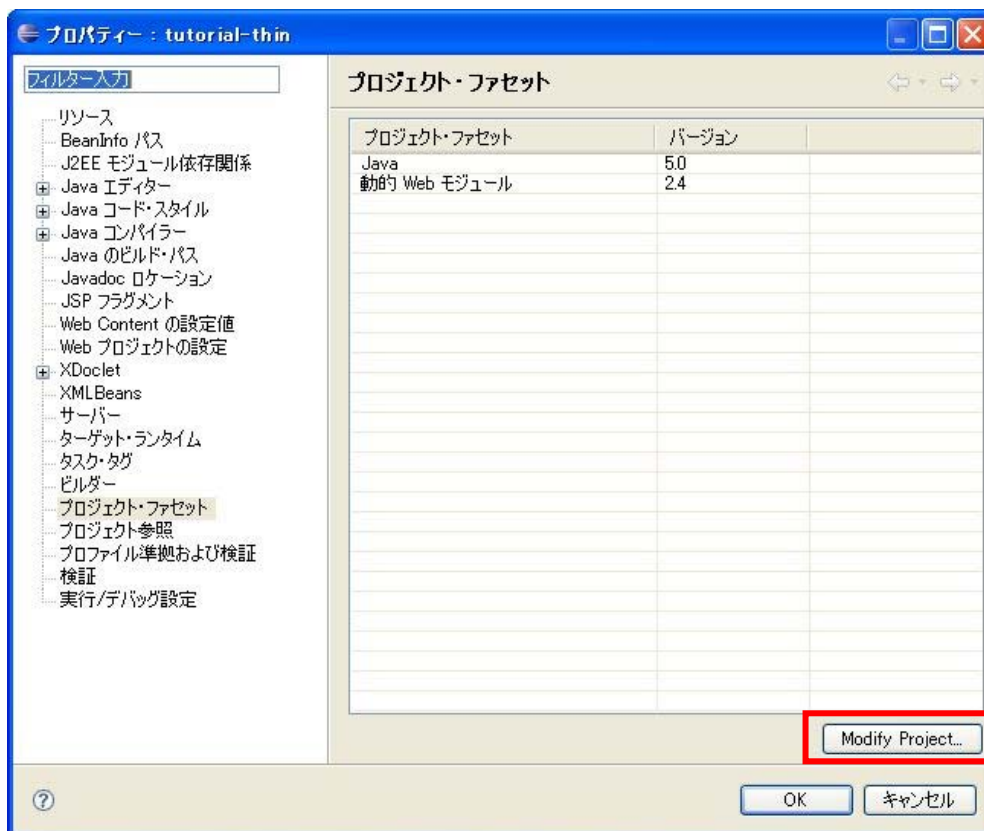 プロパティー : tutorial-thin
フィルター入力
リソース
BeanInfo パス
J2EE モジュール依存関係
Java エディター
Java コード・スタイル
Java コンパイラー
Java のビルド・パス
Javadoc ロケーション
JSP フラグメント
Web Content の設定値
Web プロジェクトの設定
XDoclet
XMLBeans
サーバー
ターゲット・ランタイム
タスク・タグ
ビルダー
プロジェクト・ファセット
プロジェクト参照
プロファイル準拠および検証
検証
実行/デバッグ設定
プロジェクト・ファセット
プロジェクト・ファセット バージョン
Java 5.0
動的 Web モジュール 2.4
Modify Project...
OK キャンセル